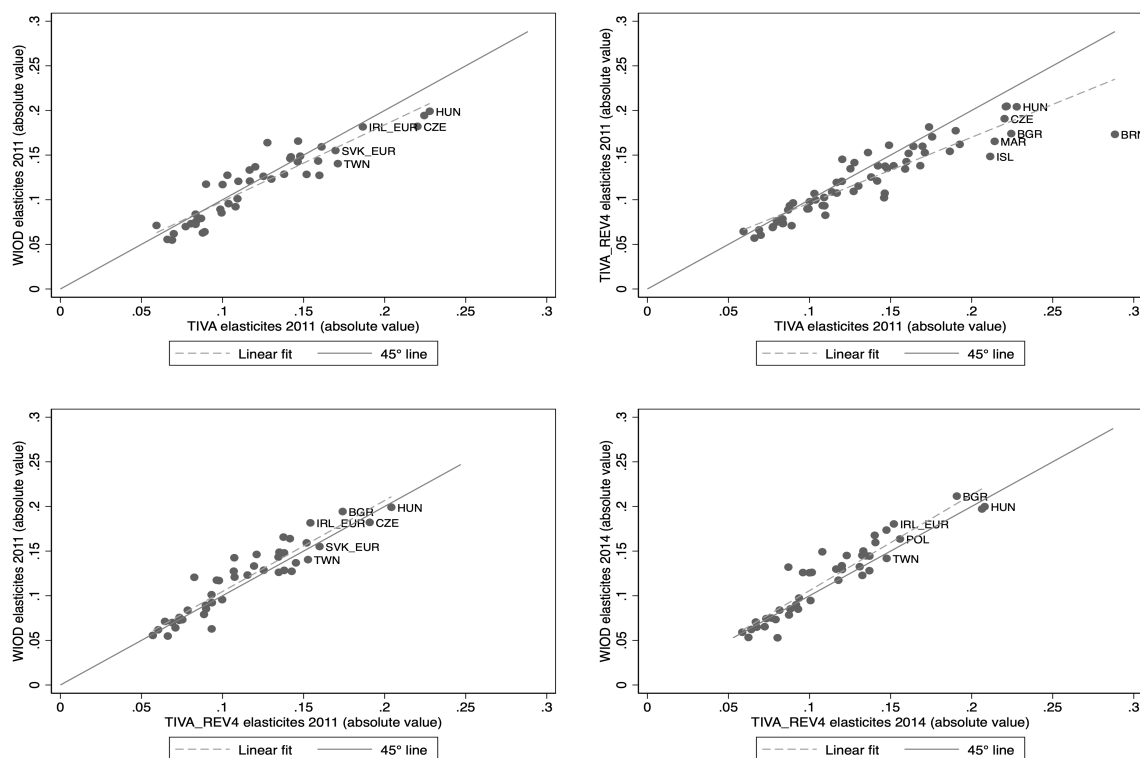 WIOD elasticites 2011 (absolute value)
.3
.25
.2
.15
.1
.05
0
HUN
IRL_EUR
CZE
SVK_EUR
TWN
0
.05
.1
.15
.2
.25
.3
TIVA elasticites 2011 (absolute value)
Linear fit
45° line
TIVA_REV4 elasticites 2011 (absolute value)
.3
.25
.2
.15
.1
.05
0
HUN
CZE
BGR
BRN
MAR
ISL
0
.05
.1
.15
.2
.25
.3
TIVA elasticites 2011 (absolute value)
Linear fit
45° line
WIOD elasticites 2011 (absolute value)
.3
.25
.2
.15
.1
.05
0
BGR
HUN
IRL_EUR
CZE
SVK_EUR
TWN
0
.05
.1
.15
.2
.25
.3
TIVA_REV4 elasticites 2011 (absolute value)
Linear fit
45° line
WIOD elasticites 2014 (absolute value)
.3
.25
.2
.15
.1
.05
0
BGR
HUN
IRL_EUR
POL
TWN
0
.05
.1
.15
.2
.25
.3
TIVA_REV4 elasticites 2014 (absolute value)
Linear fit
45° line